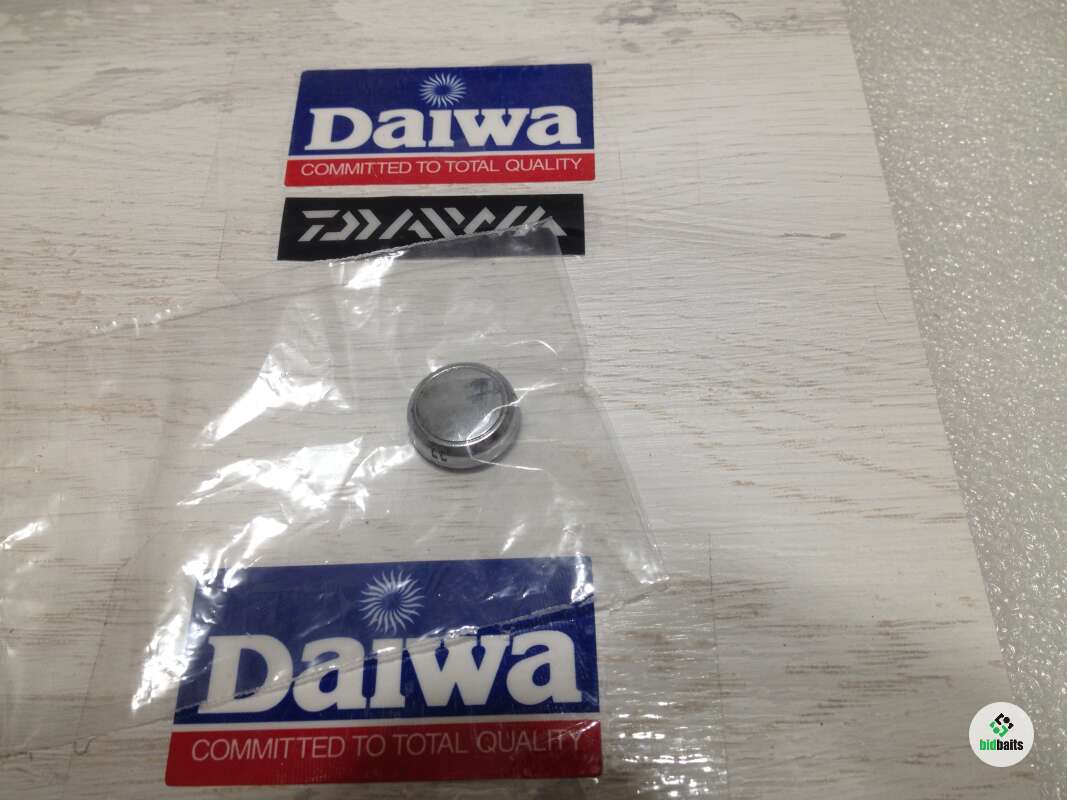 Daiwa
COMMITTED TO TOTAL QUALITY
DAIWA
Daiwa
COMMITTED TO TOTAL QUALITY
bidbaits